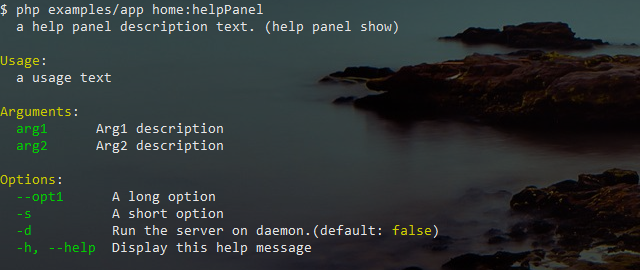 $ php examples/app home:helpPanel
a help panel description text. (help panel show)
Usage:
a usage text
Arguments:
arg1 Arg1 description
arg2 Arg2 description
Options:
--opt1 A long option
-s A short option
-d Run the server on daemon.(default: false)
-h, --help Display this help message